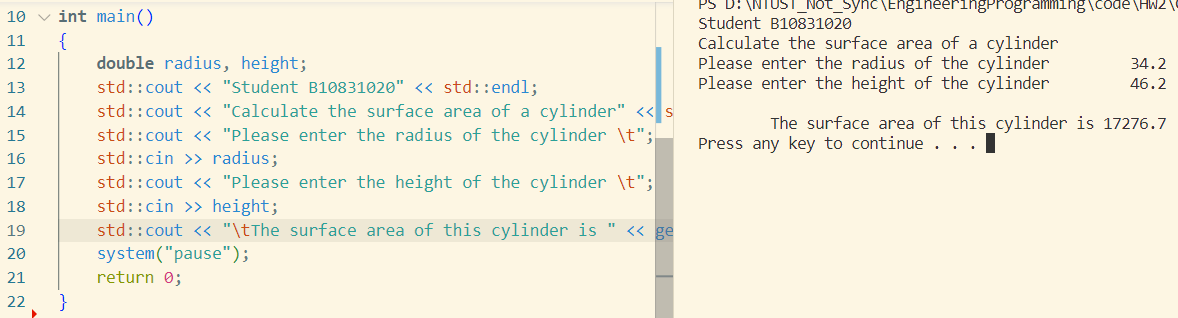 10 int main()
11 {
12 double radius, height;
13 std::cout << "Student B10831020" << std::endl;
14 std::cout << "Calculate the surface area of a cylinder" << s
15 std::cout << "Please enter the radius of the cylinder \t";
16 std::cin >> radius;
17 std::cout << "Please enter the height of the cylinder \t";
18 std::cin >> height;
19 std::cout << "\tThe surface area of this cylinder is " << ge
20 system("pause");
21 return 0;
22 }
PS D:\NTUST_Not_Sync\EngineeringProgramming\code\HW2\
Student B10831020
Calculate the surface area of a cylinder
Please enter the radius of the cylinder 34.2
Please enter the height of the cylinder 46.2
The surface area of this cylinder is 17276.7
Press any key to continue . . .